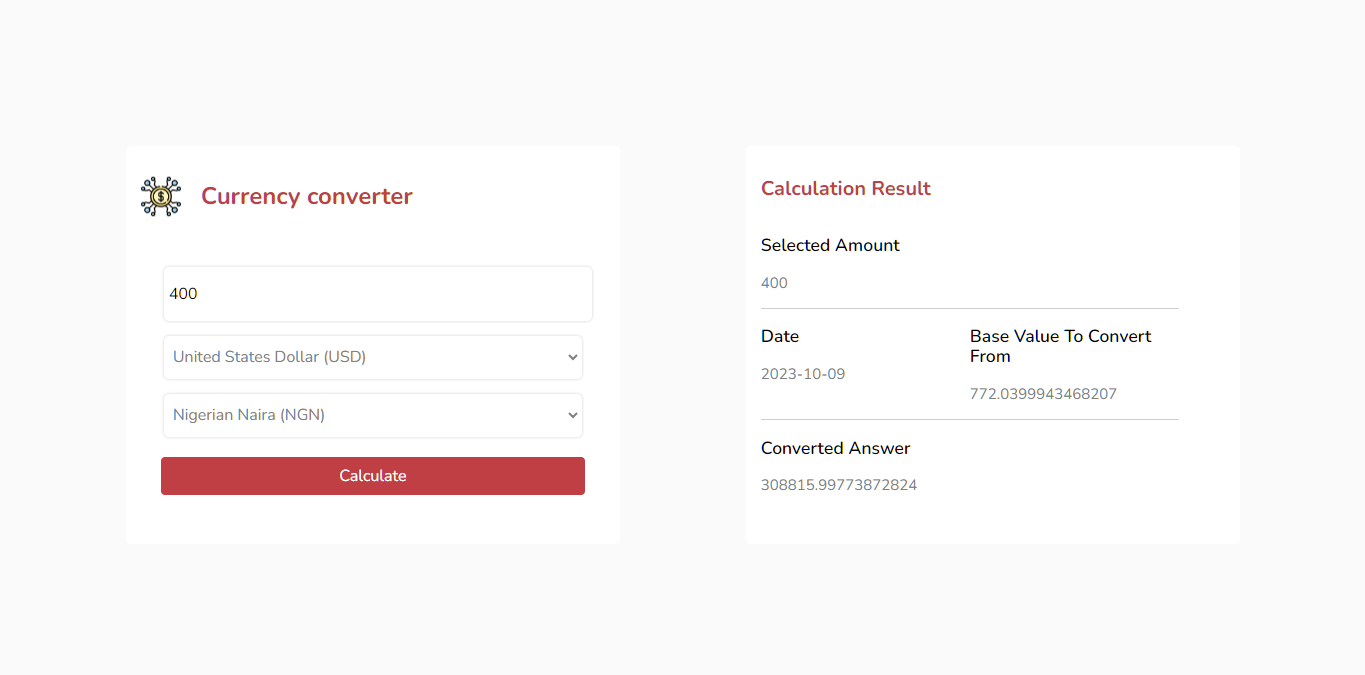 $
Currency converter
400
United States Dollar (USD)
Nigerian Naira (NGN)
Calculate
Calculation Result
Selected Amount
400
Date
2023-10-09
Base Value To Convert
From
772.0399943468207
Converted Answer
308815.99773872824